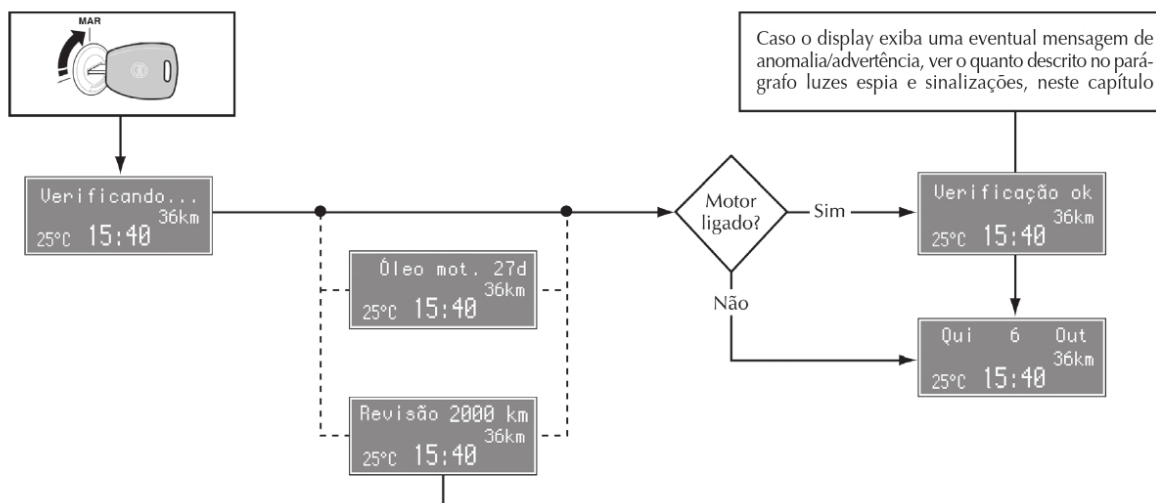 MAR
Caso o display exiba uma eventual mensagem de
anomalia/advertência, ver o quanto descrito no pará-
grafo luzes espia e sinalizações, neste capítulo
Verificando...
36km
25°C 15:40
Óleo mot. 27d
36km
25°C 15:40
Revisão 2000 km
36km
25°C 15:40
Motor
ligado?
Sim
Não
Verificação ok
36km
25°C 15:40
Qui 6 Out
36km
25°C 15:40